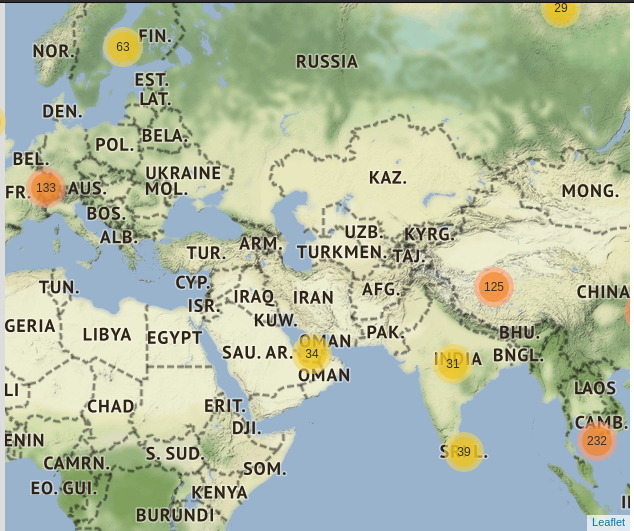 29
63
FIN.
NOR.
RUSSIA
EST.
LAT.
DEN.
BELA.
POL.
BEL.
UKRAINE
KAZ.
FR.
133
AUS.
MOL.
MONG.
BOS.
UZB.
KYRG.
ALB.
ARM.
TUR.
TURKMEN.
TAJ.
TUN.
CYP.
125
CHINA
AFG.
IRAQ
IRAN
ISR.
KUW.
GERIA
LIBYA
EGYPT
PAK.
BHU.
OMAN
34
SAU. AR.
BNGL.
INDIA
31
OMAN
LAOS
LI
CHAD
ERIT.
DJI.
CAMB.
ENIN
232
S. SUD.
39
CAMRN.
SOM.
EO. GUI.
KENYA
BURUNDI
Leaflet